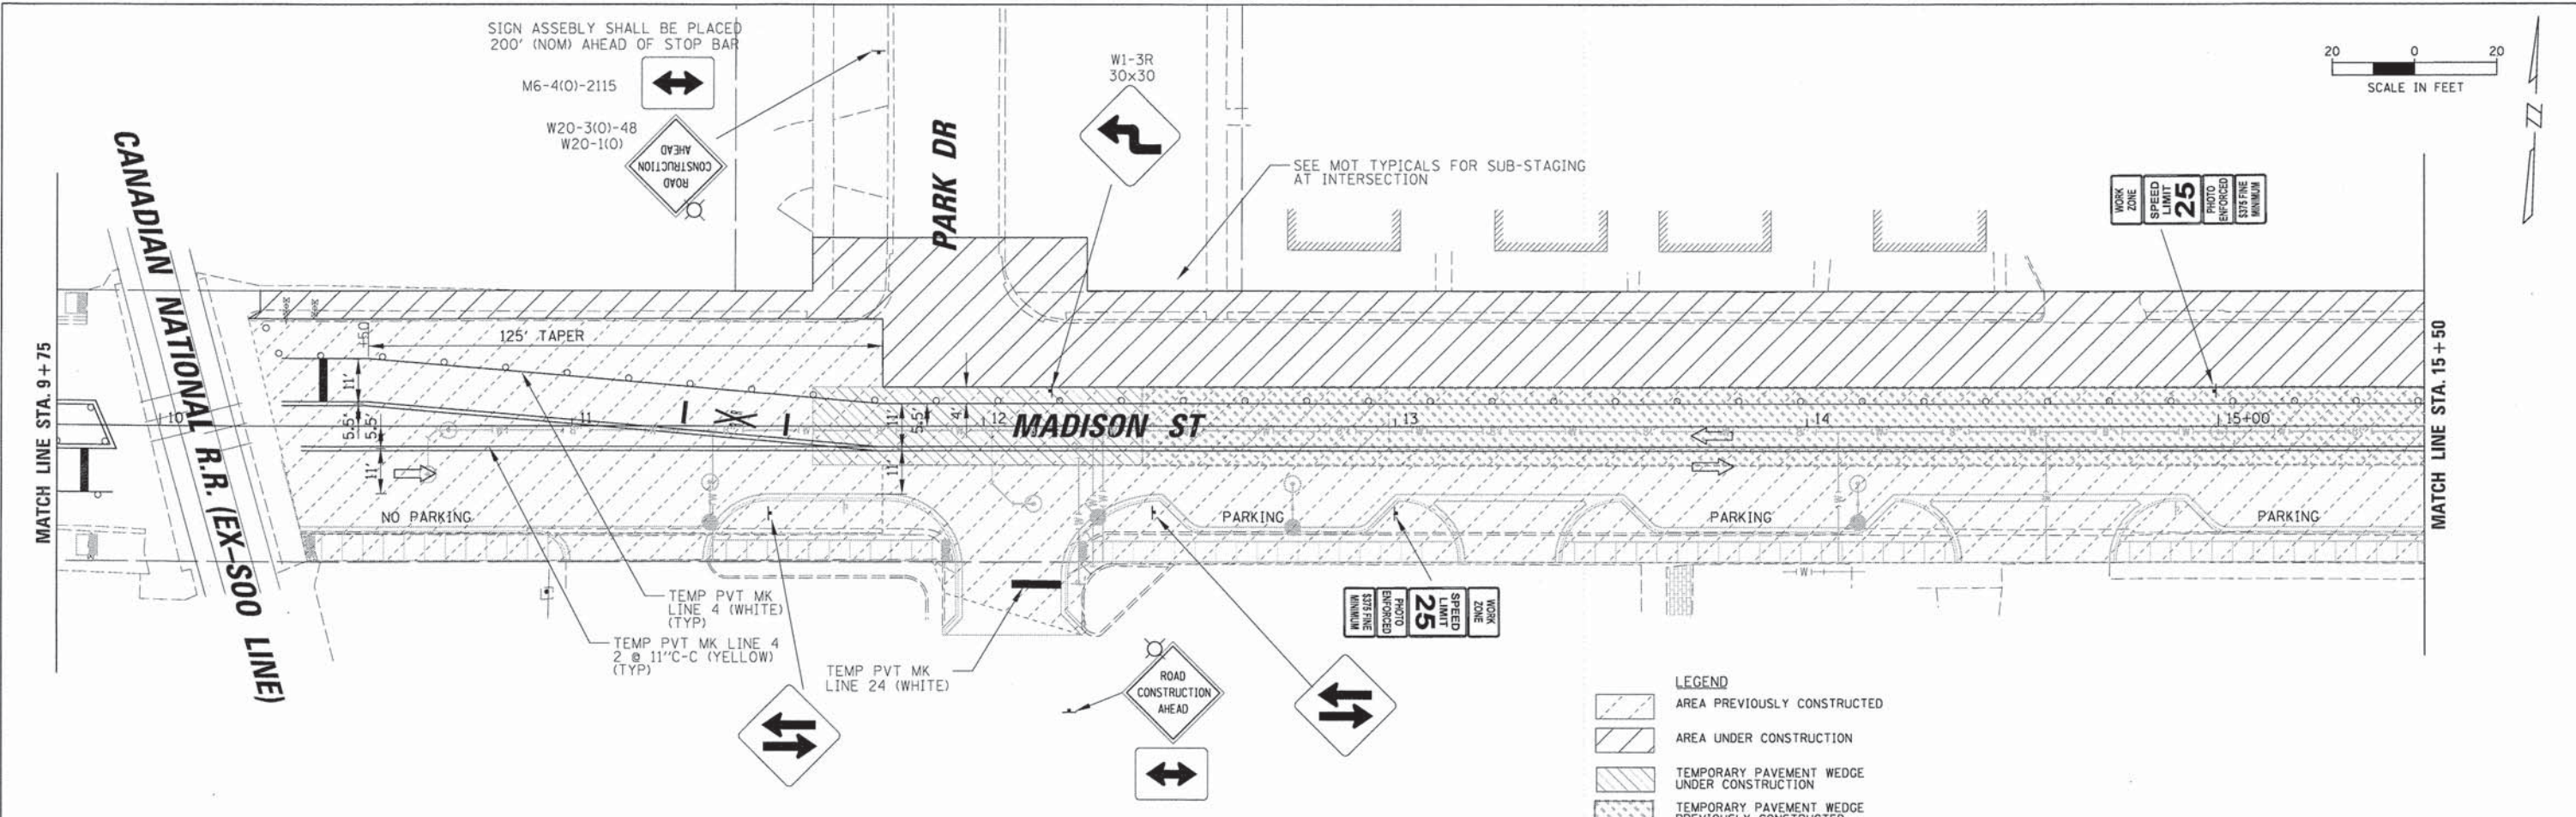 SIGN ASSEBLY SHALL BE PLACED
200' (NOM) AHEAD OF STOP BAR
M6-4(0)-2115
W20-3(0)-48
W20-1(0)
ROAD
CONSTRUCTION
AHEAD
PARK DR
W1-3R
30x30
SEE MOT TYPICALS FOR SUB-STAGING
AT INTERSECTION
20 0 20
SCALE IN FEET
WORK
ZONE
SPEED
LIMIT
25
PHOTO
ENFORCED
$375 FINE
MINIMUM
CANADIAN NATIONAL R.R. (EX-SOO LINE)
MATCH LINE STA. 9+75
MATCH LINE STA. 15+50
+50
125' TAPER
11'
5.5'
5.5'
11'
10
11
12
13
14
15+00
11'
5.5'
4'
11'
MADISON ST
NO PARKING
PARKING
PARKING
PARKING
TEMP PVT MK
LINE 4 (WHITE)
(TYP)
TEMP PVT MK LINE 4
2 @ 11"C-C (YELLOW)
(TYP)
TEMP PVT MK
LINE 24 (WHITE)
ROAD
CONSTRUCTION
AHEAD
WORK
ZONE
SPEED
LIMIT
25
PHOTO
ENFORCED
$375 FINE
MINIMUM
LEGEND
AREA PREVIOUSLY CONSTRUCTED
AREA UNDER CONSTRUCTION
TEMPORARY PAVEMENT WEDGE
UNDER CONSTRUCTION
TEMPORARY PAVEMENT WEDGE
PREVIOUSLY CONSTRUCTED